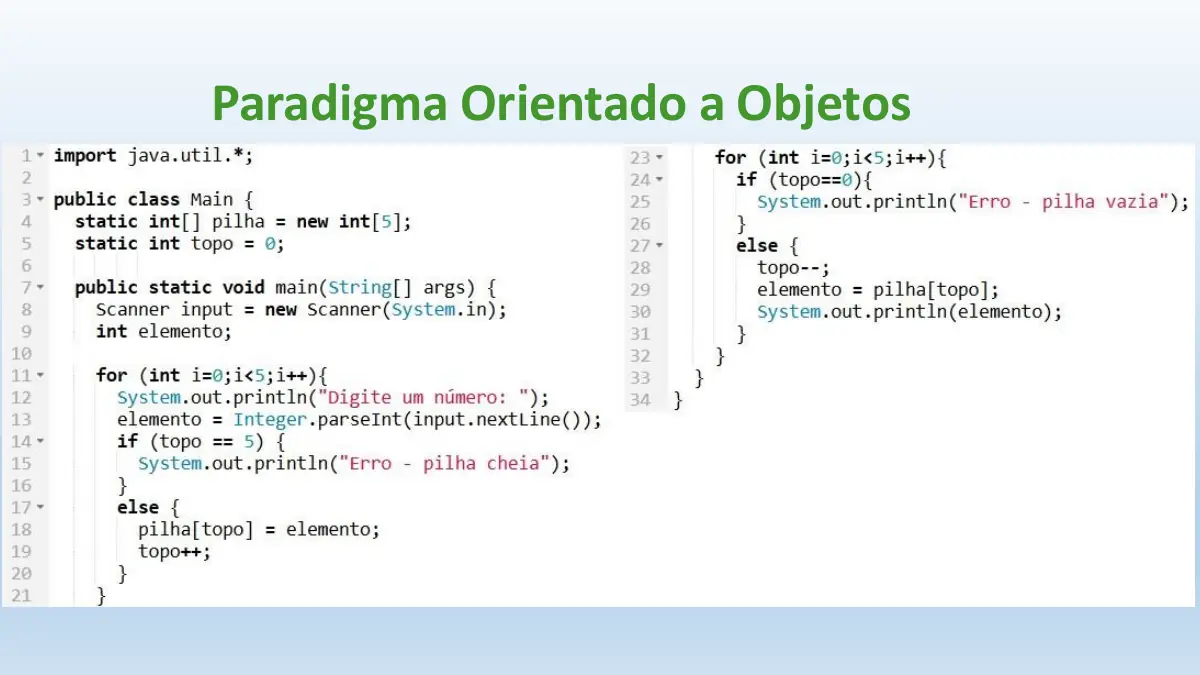 Paradigma Orientado a Objetos
1 import java.util.*;
2
3 public class Main {
4 static int[] pilha = new int[5];
5 static int topo = 0;
6
7 public static void main(String[] args) {
8 Scanner input = new Scanner(System.in);
9 int elemento;
10
11 for (int i=0;i<5;i++){
12 System.out.println("Digite um número: ");
13 elemento = Integer.parseInt(input.nextLine());
14 if (topo == 5) {
15 System.out.println("Erro - pilha cheia");
16 }
17 else {
18 pilha[topo] = elemento;
19 topo++;
20 }
21 }
23 for (int i=0;i<5;i++){
24 if (topo==0){
25 System.out.println("Erro - pilha vazia");
26 }
27 else {
28 topo--;
29 elemento = pilha[topo];
30 System.out.println(elemento);
31 }
32 }
33 }
34 }